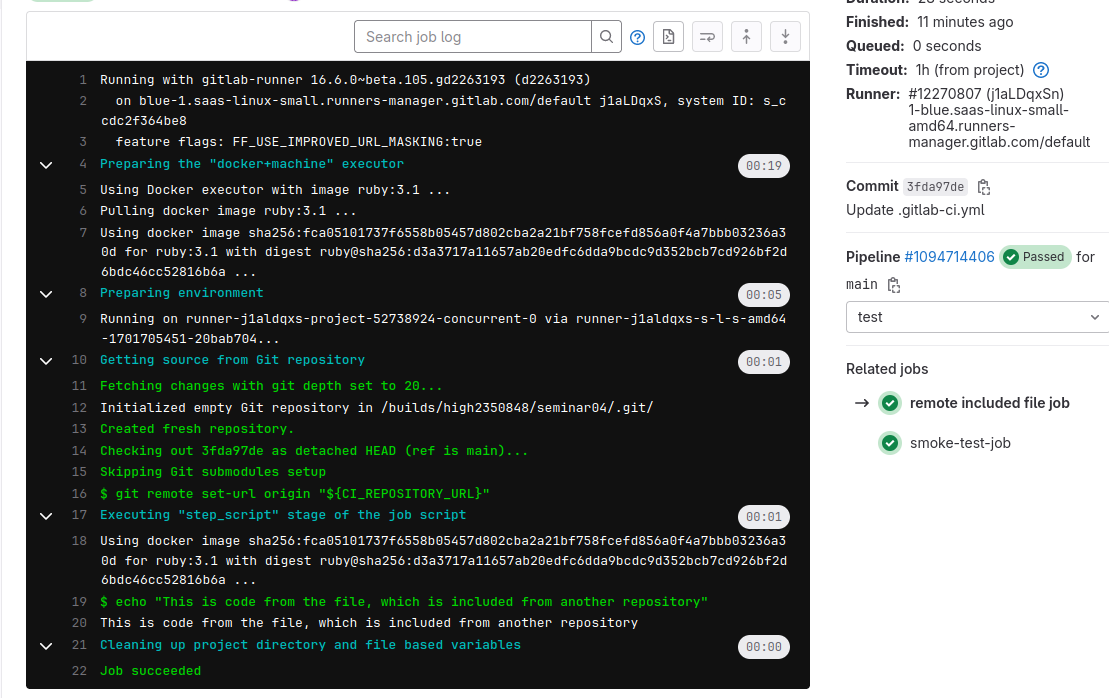 Search job log
1 Running with gitlab-runner 16.6.0~beta.105.gd2263193 (d2263193)
2 on blue-1.saas-linux-small.runners-manager.gitlab.com/default j1aLDqxS, system ID: s_c
cdc2f364be8
3 feature flags: FF_USE_IMPROVED_URL_MASKING:true
4 Preparing the "docker+machine" executor 00:19
5 Using Docker executor with image ruby:3.1 ...
6 Pulling docker image ruby:3.1 ...
7 Using docker image sha256:fca05101737f6558b05457d802cba2a21bf758fcefd856a0f4a7bbb03236a3
0d for ruby:3.1 with digest ruby@sha256:d3a3717a11657ab20edfc6dda9bcdc9d352bcb7cd926bf2d
6bdc46cc52816b6a ...
8 Preparing environment 00:05
9 Running on runner-j1aldqxs-project-52738924-concurrent-0 via runner-j1aldqxs-s-l-s-amd64
-1701705451-20bab704...
10 Getting source from Git repository 00:01
11 Fetching changes with git depth set to 20...
12 Initialized empty Git repository in /builds/high2350848/seminar04/.git/
13 Created fresh repository.
14 Checking out 3fda97de as detached HEAD (ref is main)...
15 Skipping Git submodules setup
16 $ git remote set-url origin "${CI_REPOSITORY_URL}"
17 Executing "step_script" stage of the job script 00:01
18 Using docker image sha256:fca05101737f6558b05457d802cba2a21bf758fcefd856a0f4a7bbb03236a3
0d for ruby:3.1 with digest ruby@sha256:d3a3717a11657ab20edfc6dda9bcdc9d352bcb7cd926bf2d
6bdc46cc52816b6a ...
19 $ echo "This is code from the file, which is included from another repository"
20 This is code from the file, which is included from another repository
21 Cleaning up project directory and file based variables 00:00
22 Job succeeded
Duration: 28 seconds
Finished: 11 minutes ago
Queued: 0 seconds
Timeout: 1h (from project)
Runner: #12270807 (j1aLDqxSn)
1-blue.saas-linux-small-
amd64.runners-
manager.gitlab.com/default
Commit 3fda97de
Update .gitlab-ci.yml
Pipeline #1094714406 Passed for
main
test
Related jobs
→ remote included file job
smoke-test-job